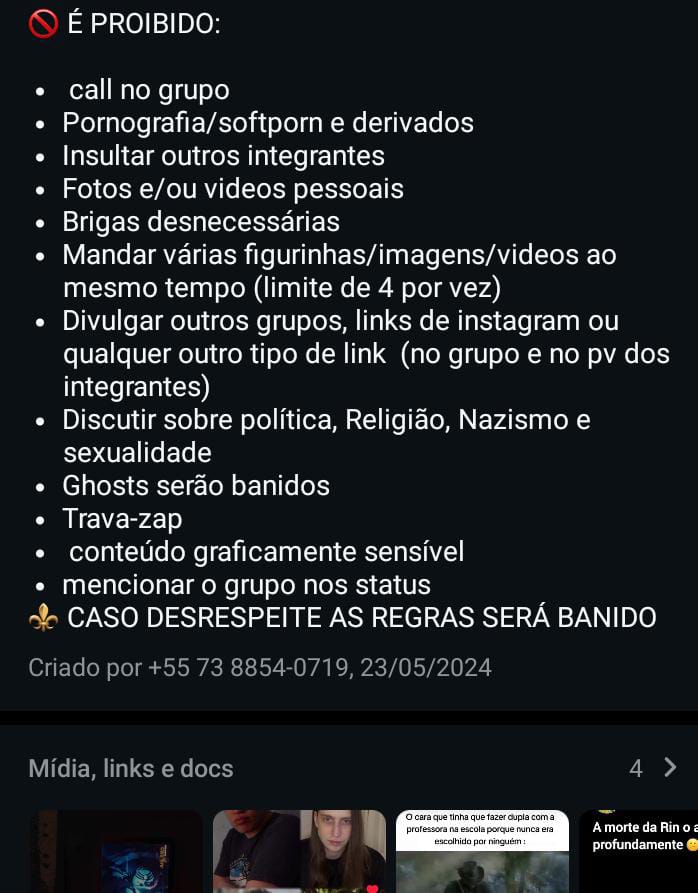 🚫 É PROIBIDO:
• call no grupo
• Pornografia/softporn e derivados
• Insultar outros integrantes
• Fotos e/ou videos pessoais
• Brigas desnecessárias
• Mandar várias figurinhas/imagens/videos ao
mesmo tempo (limite de 4 por vez)
• Divulgar outros grupos, links de instagram ou
qualquer outro tipo de link (no grupo e no pv dos
integrantes)
• Discutir sobre política, Religião, Nazismo e
sexualidade
• Ghosts serão banidos
• Trava-zap
• conteúdo graficamente sensível
• mencionar o grupo nos status
⚜️ CASO DESRESPEITE AS REGRAS SERÁ BANIDO
Criado por +55 73 8854-0719, 23/05/2024
Mídia, links e docs 4
O cara que tinha que fazer dupla com a
professora na escola porque nunca era
escolhido por ninguém :
A morte da Rin o a
profundamente